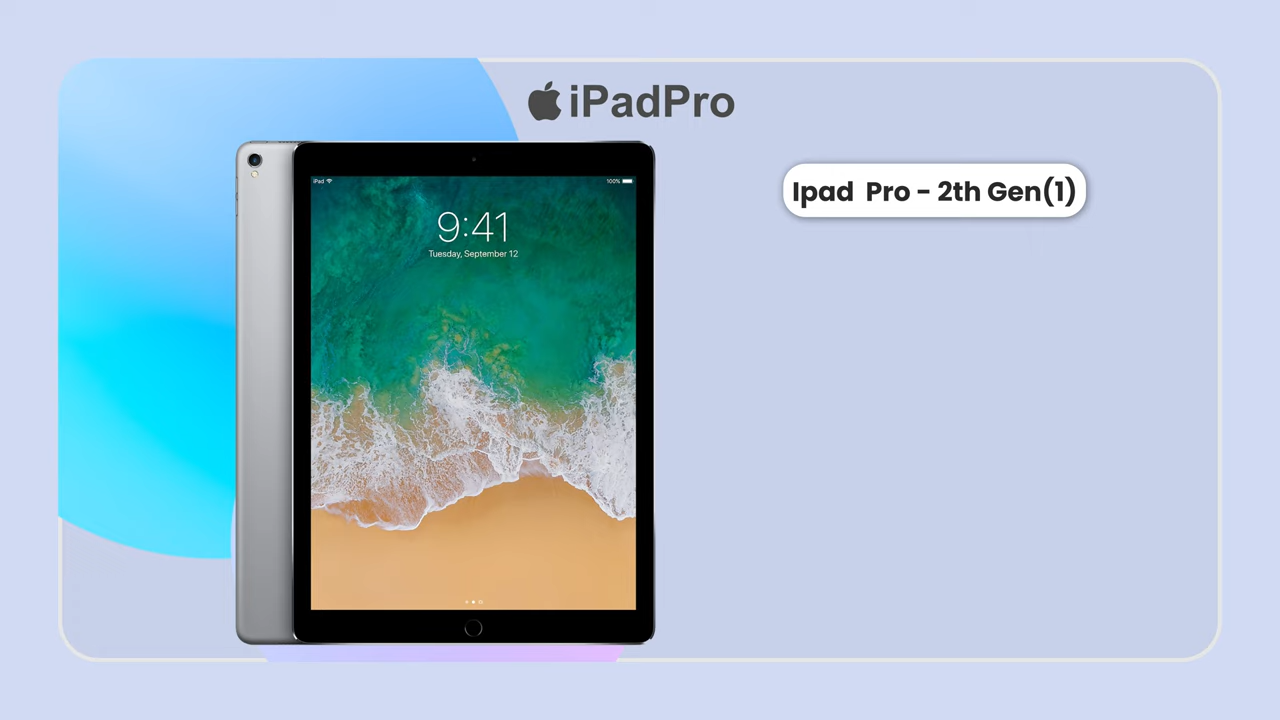 iPadPro
Ipad Pro - 2th Gen(1)
iPad 100%
9:41
Tuesday, September 12